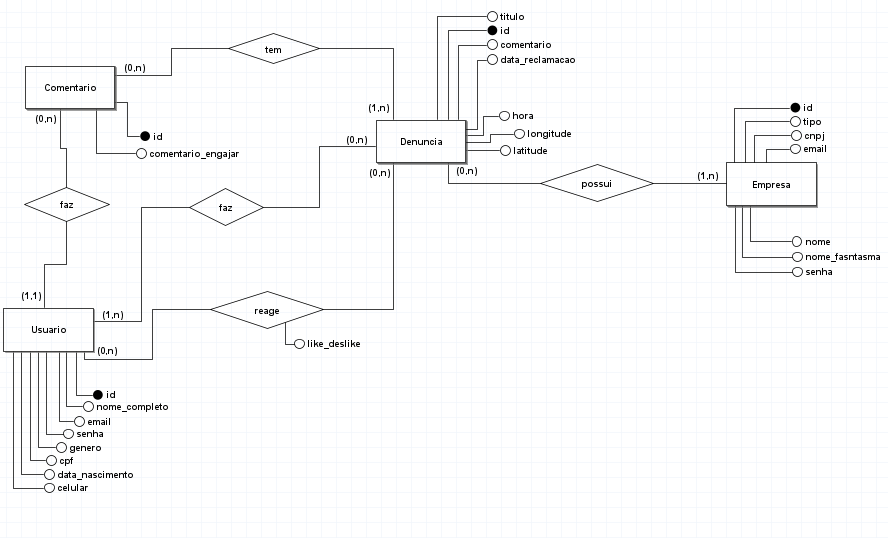 titulo
id
comentario
data_reclamacao
tem
(0,n)
Comentario
(1,n)
id
tipo
cnpj
email
(0,n)
hora
longitude
latitude
id
comentario_engajar
(0,n)
Denuncia
(0,n)
(0,n)
possui
(1,n)
Empresa
faz
faz
nome
nome_fasntasma
senha
(1,1)
(1,n)
reage
Usuario
like_deslike
(0,n)
id
nome_completo
email
senha
genero
cpf
data_nascimento
celular